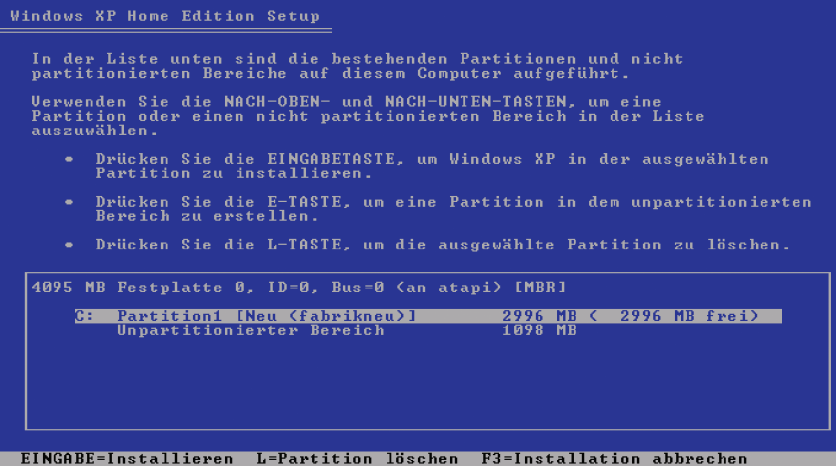 Windows XP Home Edition Setup
In der Liste unten sind die bestehenden Partitionen und nicht
partitionierten Bereiche auf diesem Computer aufgeführt.
Verwenden Sie die NACH-OBEN- und NACH-UNTEN-TASTEN, um eine
Partition oder einen nicht partitionierten Bereich in der Liste
auszuwählen.
• Drücken Sie die EINGABETASTE, um Windows XP in der ausgewählten
Partition zu installieren.
• Drücken Sie die E-TASTE, um eine Partition in dem unpartitionierten
Bereich zu erstellen.
• Drücken Sie die L-TASTE, um die ausgewählte Partition zu löschen.
4095 MB Festplatte 0, ID=0, Bus=0 (an atapi) [MBR]
C: Partition1 [Neu (fabrikneu)] 2996 MB ( 2996 MB frei)
Unpartitionierter Bereich 1098 MB
EINGABE=Installieren L=Partition löschen F3=Installation abbrechen